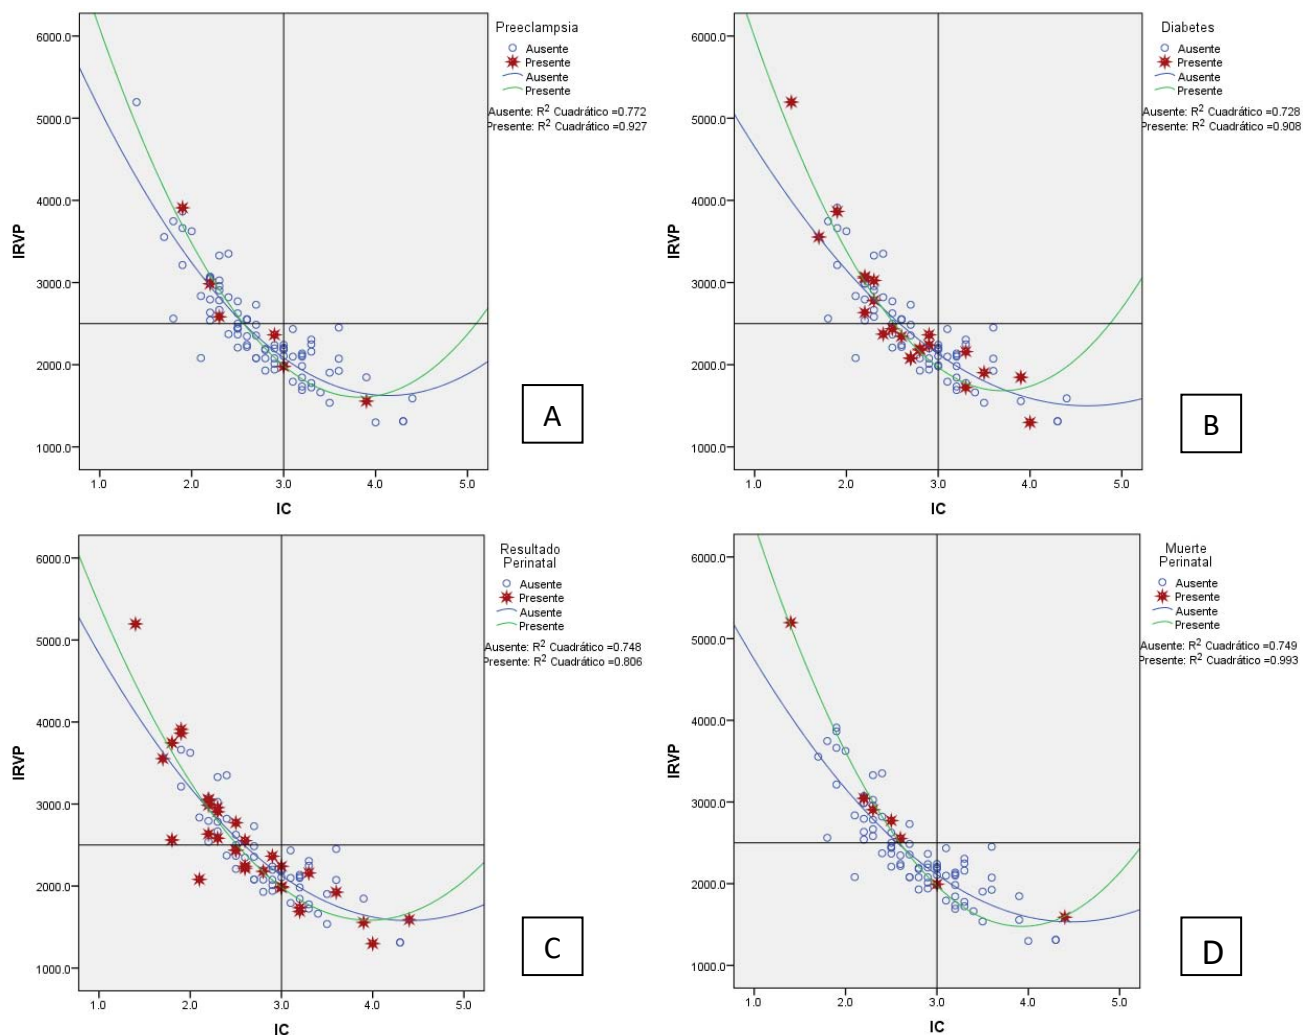 Preeclampsia
Ausente
Presente
Ausente
Presente
Ausente: R² Cuadrático =0.772
Presente: R² Cuadrático =0.927
6000.0
5000.0
4000.0
3000.0
2000.0
1000.0
IRVP
1.0 2.0 3.0 4.0 5.0
IC
A
Diabetes
Ausente
Presente
Ausente
Presente
Ausente: R² Cuadrático =0.728
Presente: R² Cuadrático =0.908
6000.0
5000.0
4000.0
3000.0
2000.0
1000.0
IRVP
1.0 2.0 3.0 4.0 5.0
IC
B
Resultado
Perinatal
Ausente
Presente
Ausente
Presente
Ausente: R² Cuadrático =0.748
Presente: R² Cuadrático =0.806
6000.0
5000.0
4000.0
3000.0
2000.0
1000.0
IRVP
1.0 2.0 3.0 4.0 5.0
IC
C
Muerte
Perinatal
Ausente
Presente
Ausente
Presente
Ausente: R² Cuadrático =0.749
Presente: R² Cuadrático =0.993
6000.0
5000.0
4000.0
3000.0
2000.0
1000.0
IRVP
1.0 2.0 3.0 4.0 5.0
IC
D